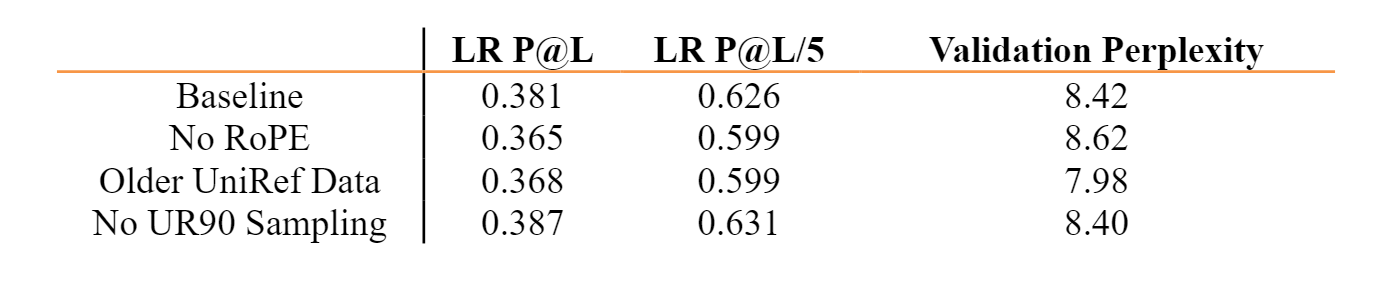 LR P@L LR P@L/5 Validation Perplexity
Baseline 0.381 0.626 8.42
No RoPE 0.365 0.599 8.62
Older UniRef Data 0.368 0.599 7.98
No UR90 Sampling 0.387 0.631 8.40